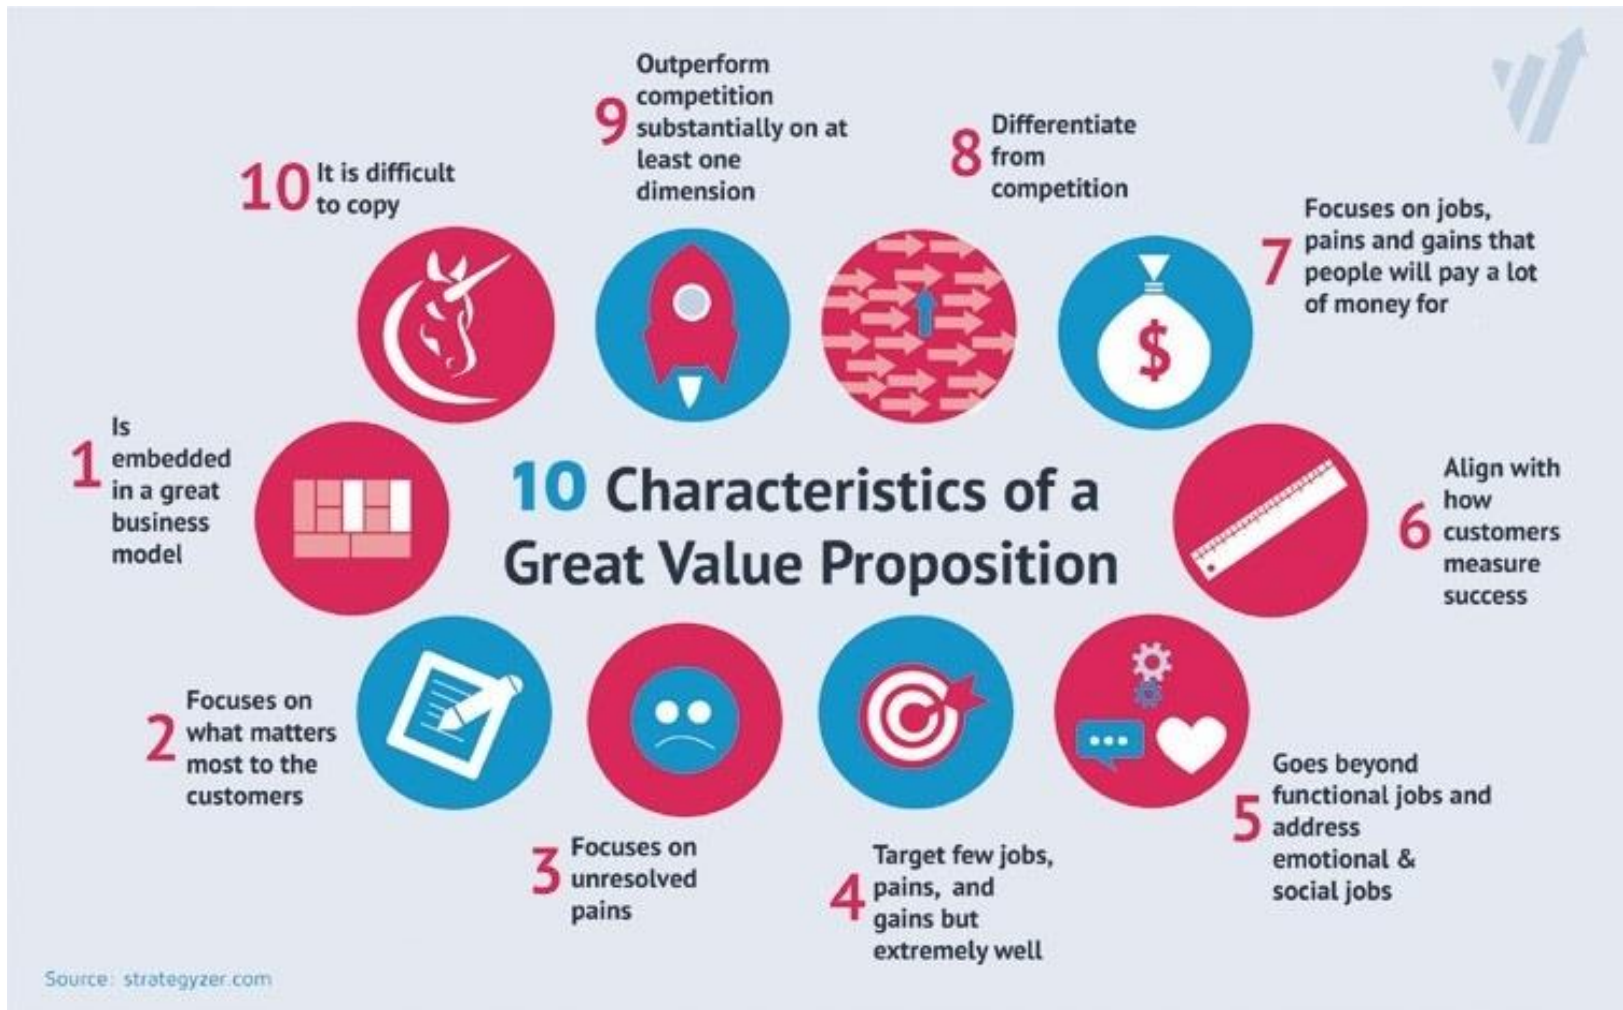 10 Characteristics of a
Great Value Proposition
1
Is
embedded
in a great
business
model
2
Focuses on
what matters
most to the
customers
3
Focuses on
unresolved
pains
4
Target few jobs,
pains, and
gains but
extremely well
5
Goes beyond
functional jobs and
address
emotional &
social jobs
6
Align with
how
customers
measure
success
7
Focuses on jobs,
pains and gains that
people will pay a lot
of money for
$
8
Differentiate
from
competition
9
Outperform
competition
substantially on at
least one
dimension
10
It is difficult
to copy
Source: strategyzer.com